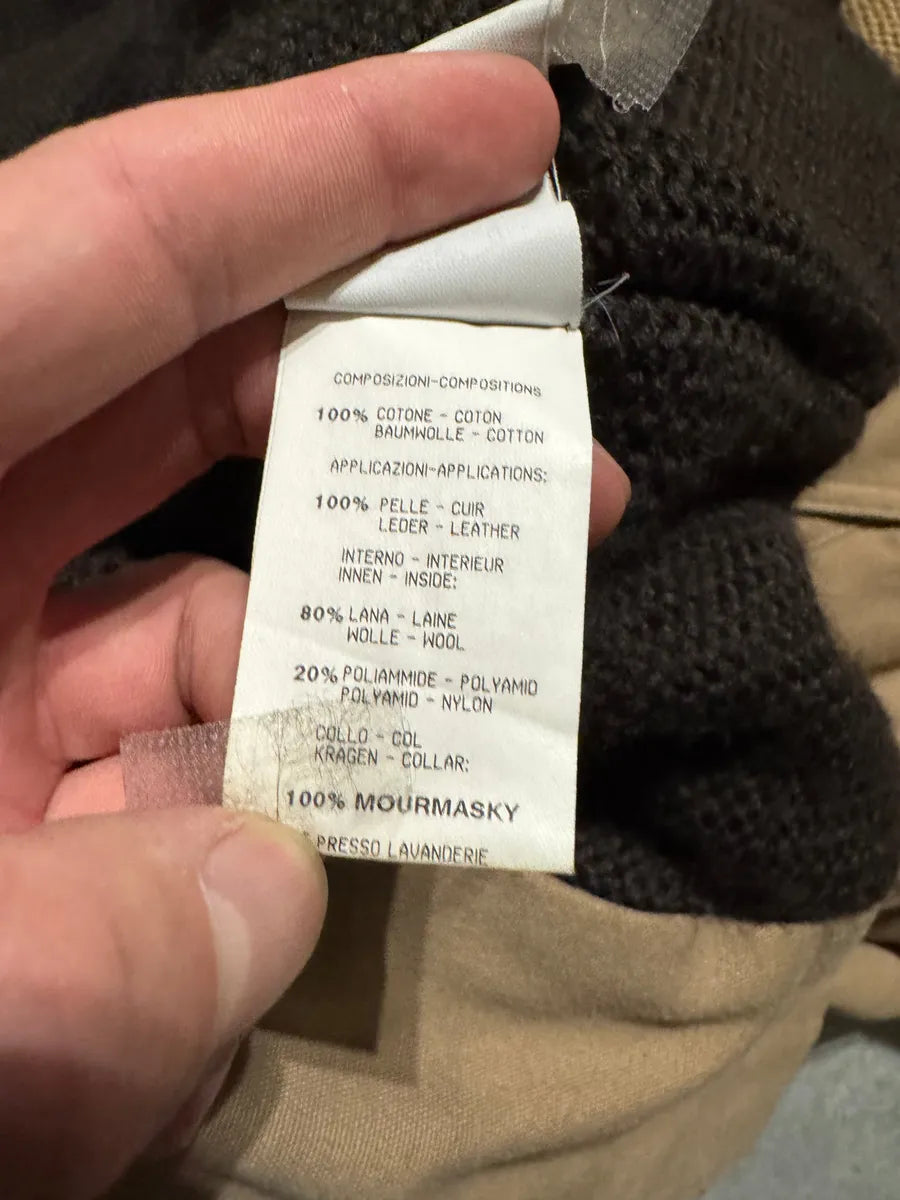 COMPOSIZIONI-COMPOSITIONS
100% COTONE - COTON
BAUMWOLLE - COTTON
APPLICAZIONI-APPLICATIONS:
100% PELLE - CUIR
LEDER - LEATHER
INTERNO - INTERIEUR
INNEN - INSIDE:
80% LANA - LAINE
WOLLE - WOOL
20% POLIAMMIDE - POLYAMID
POLYAMID - NYLON
COLLO - COL
KRAGEN - COLLAR:
100% MOURMASKY
PRESSO LAVANDERIE